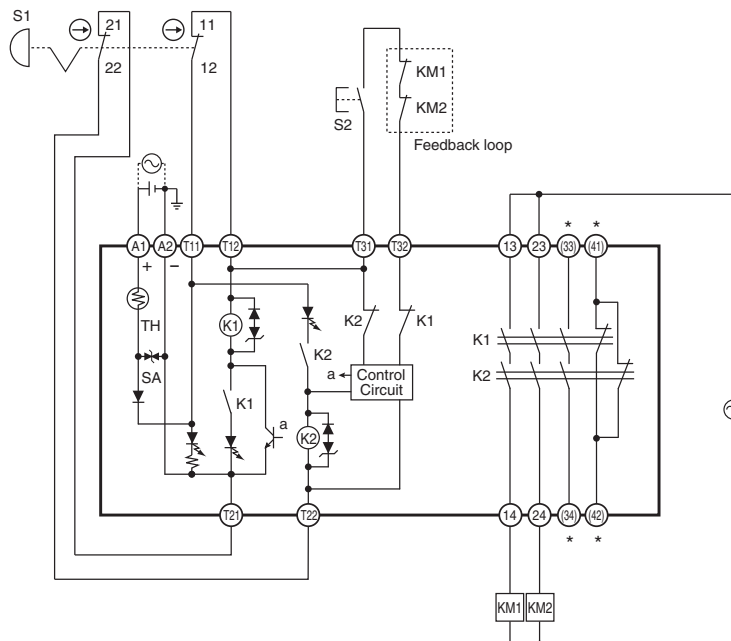 S1
21
11
22
12
KM1
KM2
S2
Feedback loop
A1
A2
T11
T12
T31
T32
13
23
*
(33)
*
(41)
+
−
TH
K1
K2
K2
K1
K1
SA
a
Control
Circuit
K2
K1
a
K2
T21
T22
14
24
(34)
(42)
*
*
KM1
KM2